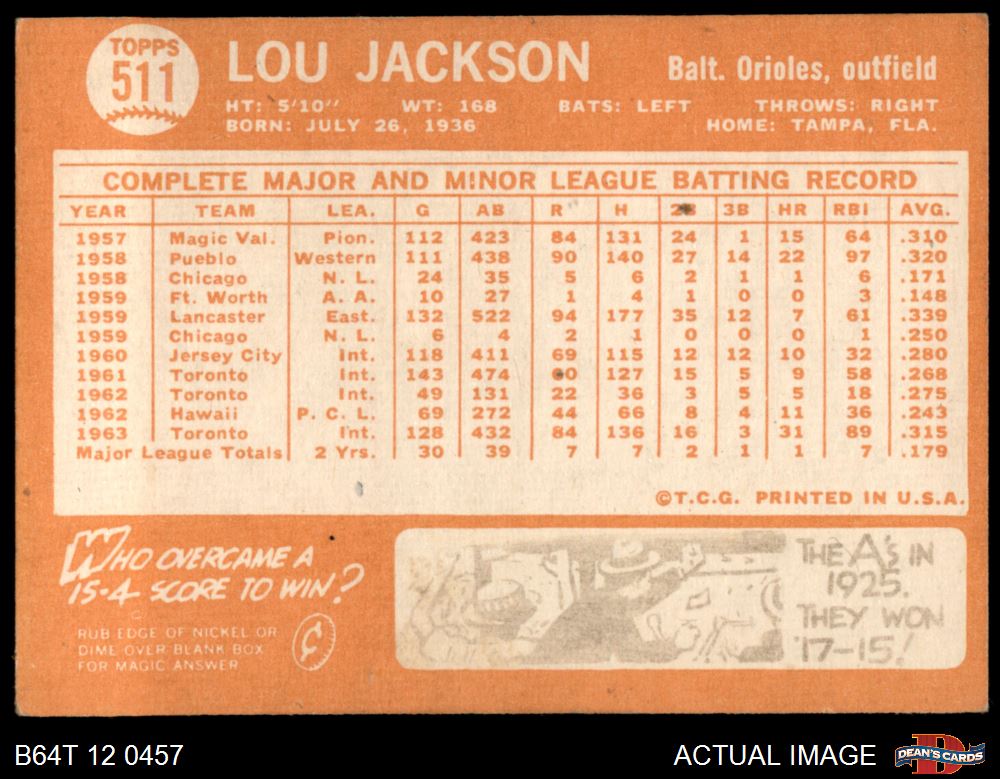 TOPPS
511
LOU JACKSON
Balt. Orioles, outfield
HT: 5'10" WT: 168 BATS: LEFT THROWS: RIGHT
BORN: JULY 26, 1936 HOME: TAMPA, FLA.
COMPLETE MAJOR AND MINOR LEAGUE BATTING RECORD
YEAR TEAM LEA. G AB R H 2B 3B HR RBI AVG.
1957 Magic Val. Pion. 112 423 84 131 24 1 15 64 .310
1958 Pueblo Western 111 438 90 140 27 14 22 97 .320
1958 Chicago N. L. 24 35 5 6 2 1 1 6 .171
1959 Ft. Worth A. A. 10 27 1 4 1 0 0 3 .148
1959 Lancaster East. 132 522 94 177 35 12 7 61 .339
1959 Chicago N. L. 6 4 2 1 0 0 0 1 .250
1960 Jersey City Int. 118 411 69 115 12 12 10 32 .280
1961 Toronto Int. 143 474 127 15 5 9 58 .268
1962 Toronto Int. 49 131 22 36 3 5 5 18 .275
1962 Hawaii P. C. L. 69 272 44 66 8 4 11 36 .243
1963 Toronto Int. 128 432 84 136 16 3 31 89 .315
Major League Totals 2 Yrs. 30 39 7 7 2 1 1 7 .179
©T.C.G. PRINTED IN U.S.A.
WHO OVERCAME A
15-4 SCORE TO WIN?
RUB EDGE OF NICKEL OR
DIME OVER BLANK BOX
FOR MAGIC ANSWER
¢
THE A's IN
1925.
THEY WON
17-15!
B64T 12 0457
ACTUAL IMAGE
DEAN'S CARDS